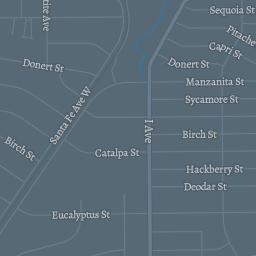 Sequoia St
Pitache
Capri St
Donert St
Donert St
Manzanita St
Sycamore St
Santa Fe Ave W
I Ave
Birch St
Birch St
Catalpa St
Hackberry St
Deodar St
Eucalyptus St